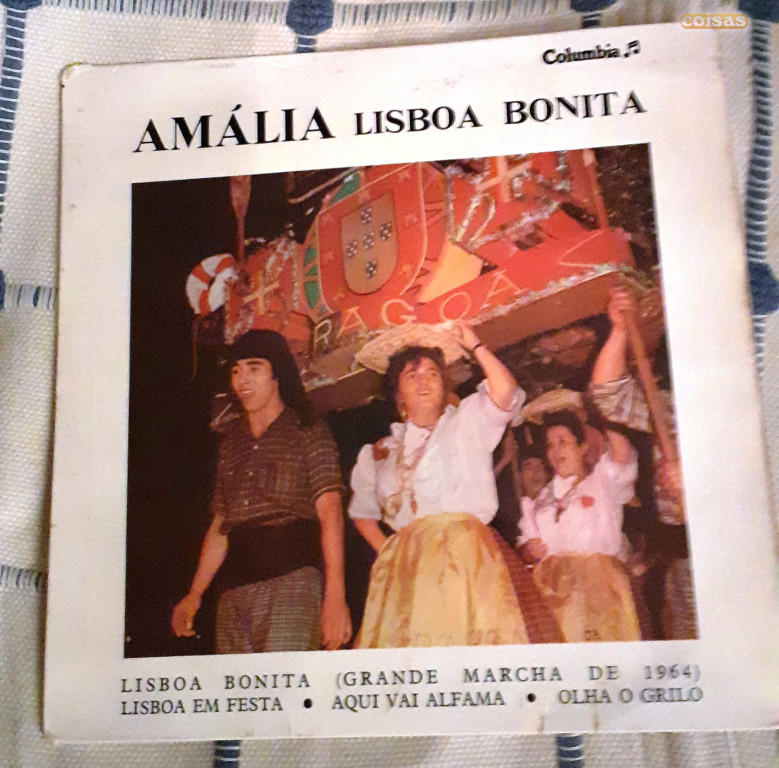 coisas
Columbia
AMÁLIA LISBOA BONITA
RAGOA
LISBOA BONITA (GRANDE MARCHA DE 1964)
LISBOA EM FESTA • AQUI VAI ALFAMA • OLHA O GRILO